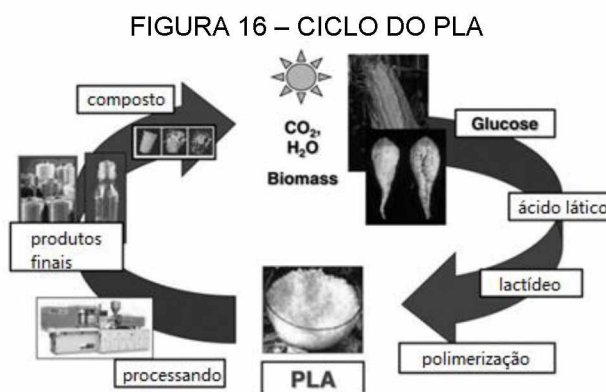 FIGURA 16 – CICLO DO PLA
composto
CO₂,
H₂O
Biomass
Glucose
ácido lático
lactídeo
polimerização
PLA
processando
produtos
finais